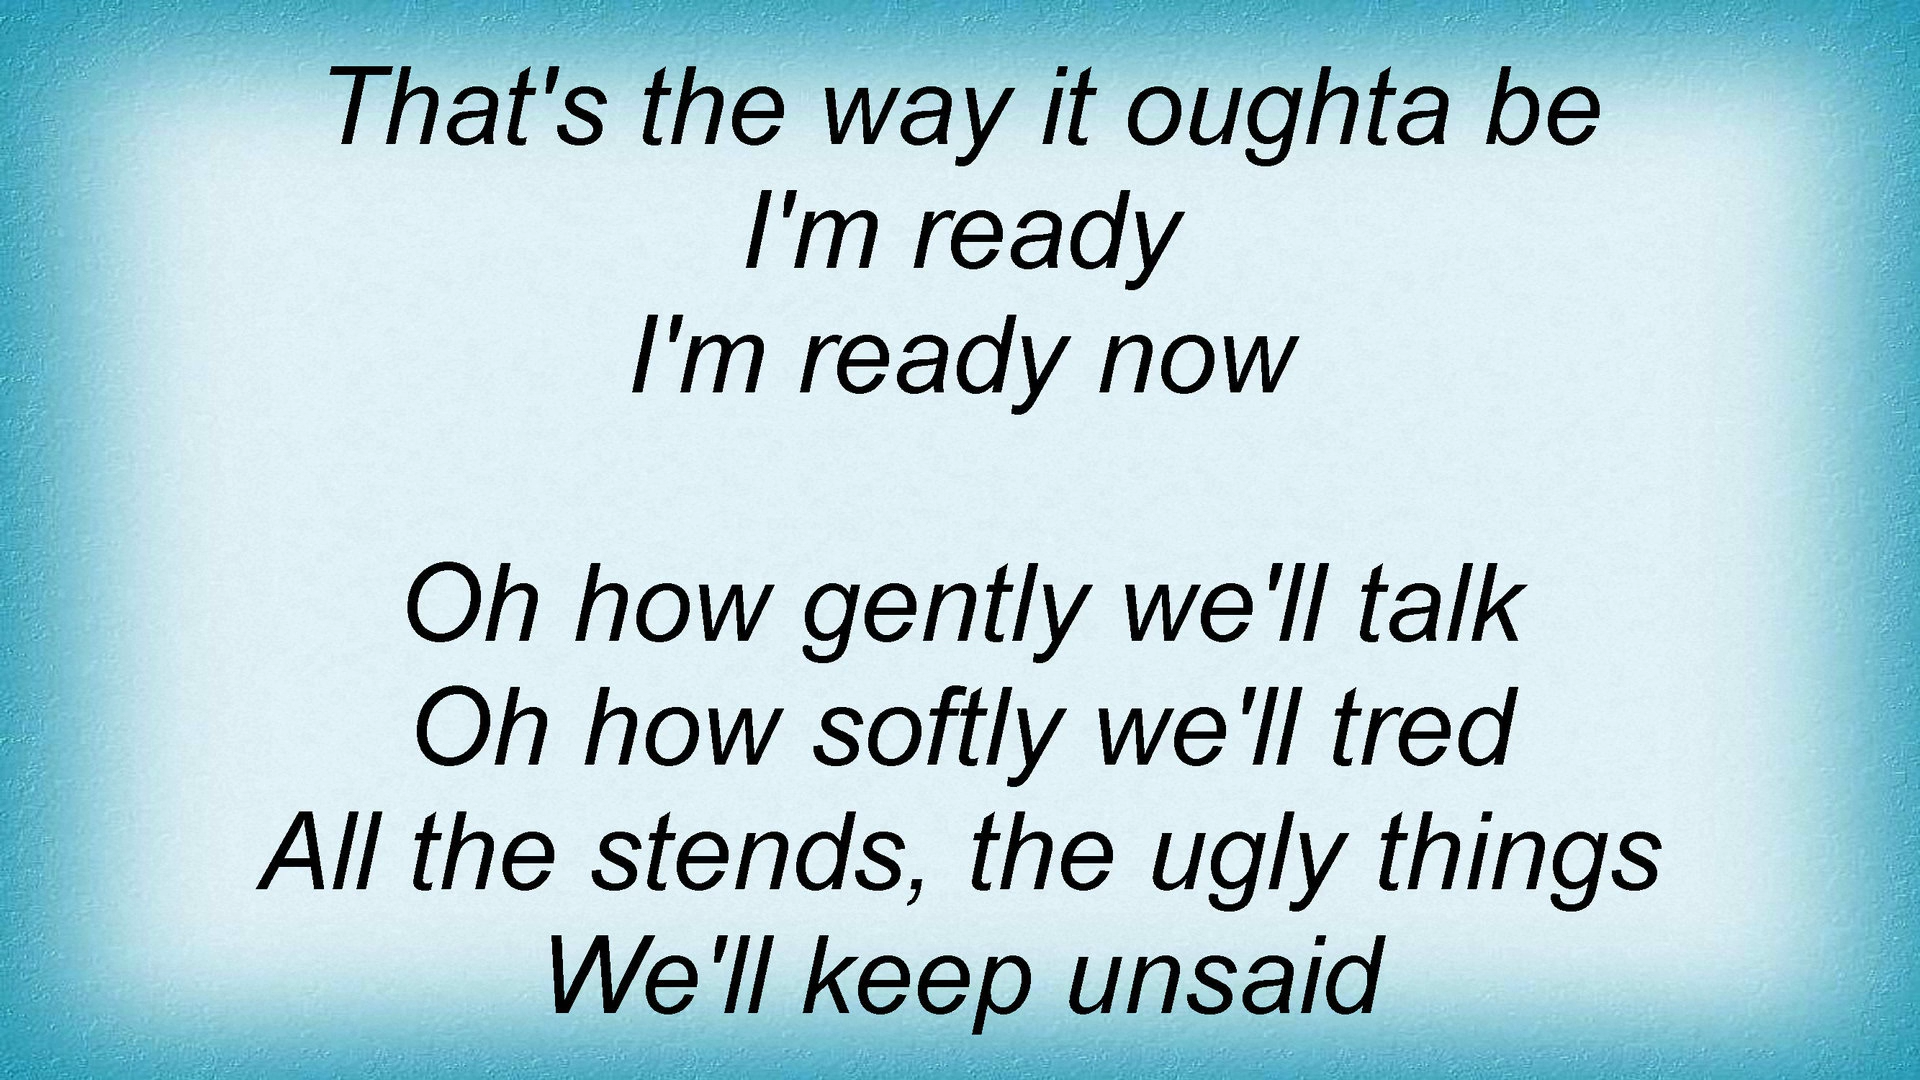 That's the way it oughta be
I'm ready
I'm ready now
Oh how gently we'll talk
Oh how softly we'll tred
All the stends, the ugly things
We'll keep unsaid